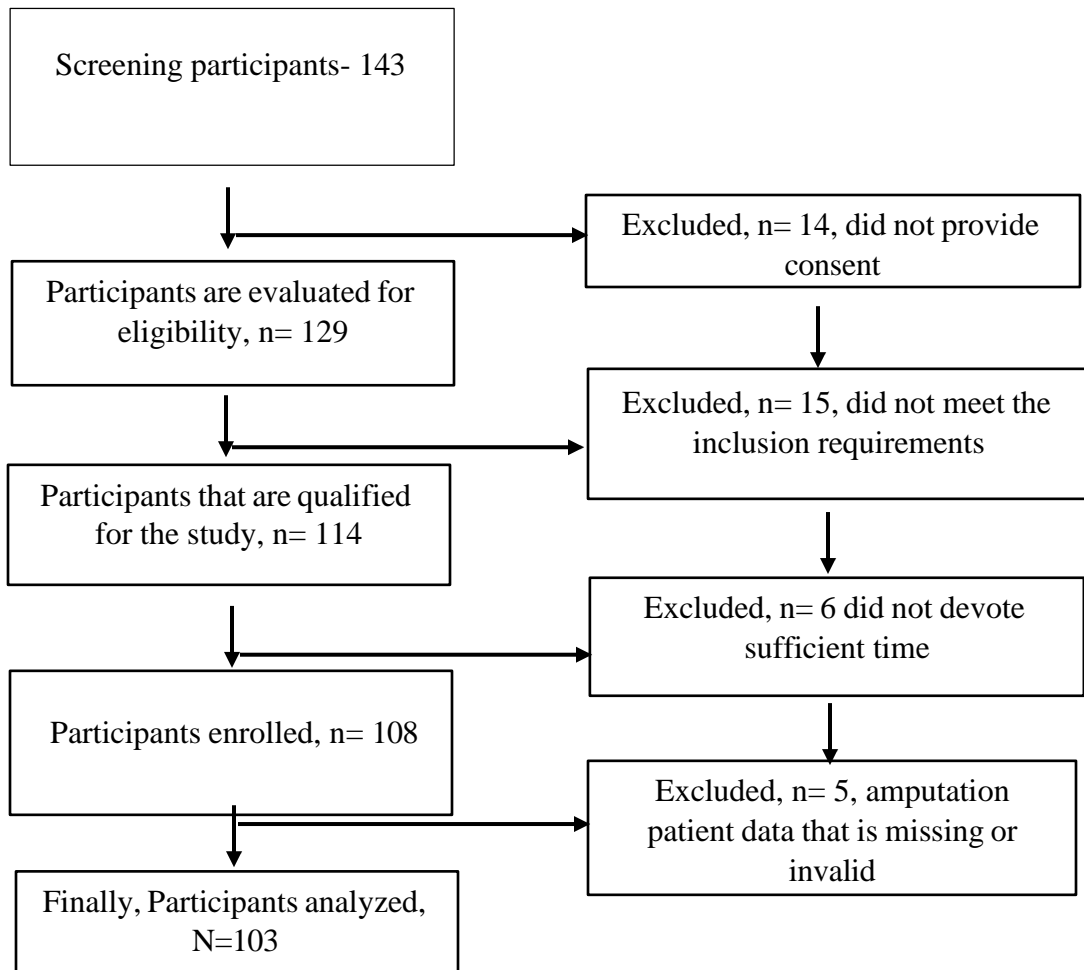 Screening participants- 143
Excluded, n= 14, did not provide
consent
Participants are evaluated for
eligibility, n= 129
Excluded, n= 15, did not meet the
inclusion requirements
Participants that are qualified
for the study, n= 114
Excluded, n= 6 did not devote
sufficient time
Participants enrolled, n= 108
Excluded, n= 5, amputation
patient data that is missing or
invalid
Finally, Participants analyzed,
N=103